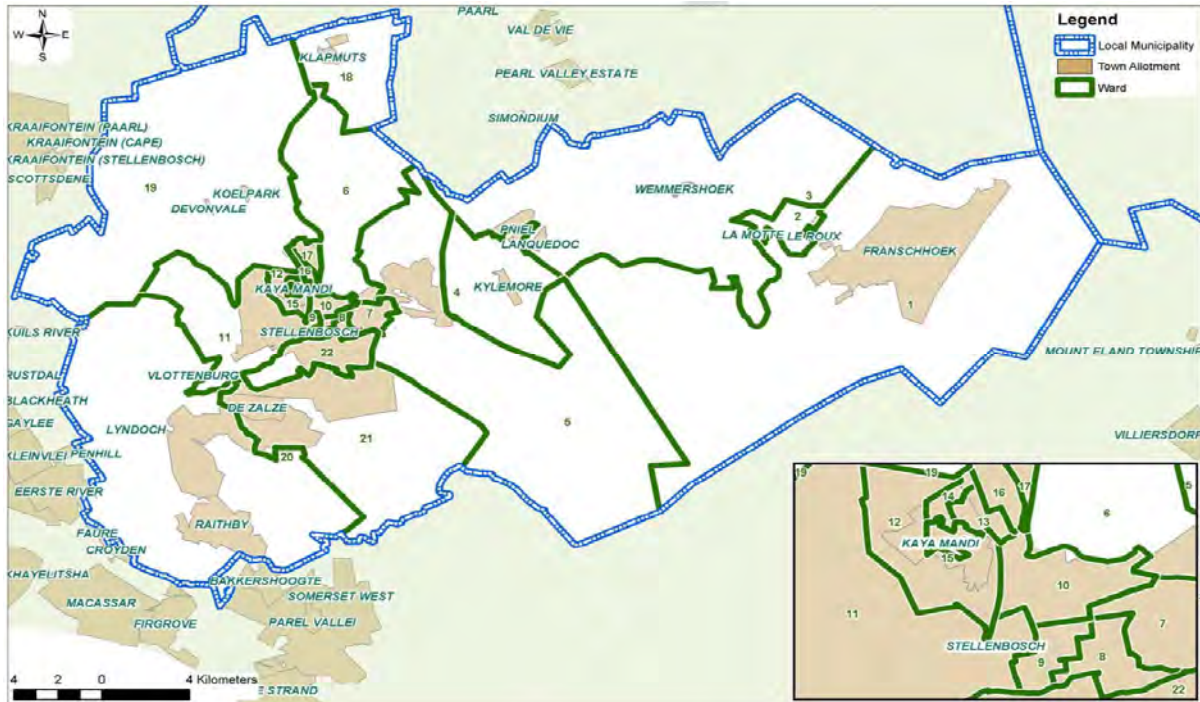 N
W E
S
PAARL
VAL DE VIE
PEARL VALLEY ESTATE
SIMONDIUM
Legend
Local Municipality
Town Allotment
Ward
KLAPMUTS
18
KRAAIFONTEIN (PAARL)
KRAAIFONTEIN (CAPE)
KRAAIFONTEIN (STELLENBOSCH)
SCOTTSDENE
19
KOELPARK
DEVONVALE
6
WEMMERSHOEK
3
2
LA MOTTE LE ROUX
FRANSCHHOEK
1
PNIEL
LANQUEDOC
KYLEMORE
4
17
16
12
KAYA MANDI
15
10
9
8
7
STELLENBOSCH
22
11
KUILS RIVER
VLOTTENBURG
RUSTDAL
BLACKHEATH
GAYLEE
DE ZALZE
LYNDOCH
21
20
5
KLEINVLEI
PENHILL
EERSTE RIVER
RAITHBY
FAURE
CROYDEN
KHAYELITSHA
MACASSAR
FIRGROVE
BAKKERSHOOGTE
SOMERSET WEST
PAREL VALLEI
E STRAND
MOUNT ELAND TOWNSHIP
VILLIERSDORP
4 2 0 4 Kilometers
19
19
17
5
14
16
6
12
13
KAYA MANDI
15
10
11
7
STELLENBOSCH
9
8
22